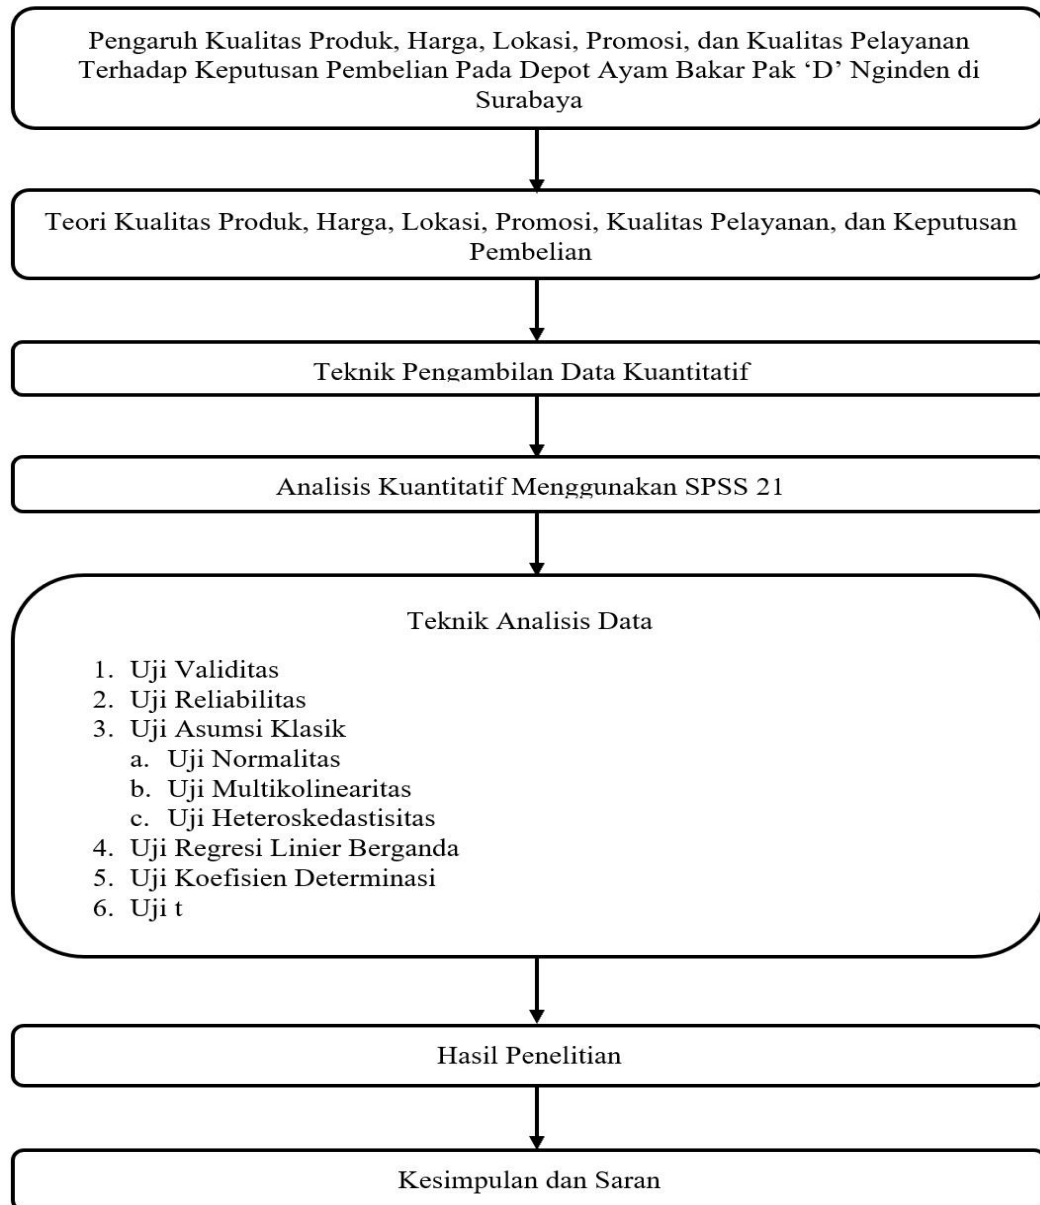 Pengaruh Kualitas Produk, Harga, Lokasi, Promosi, dan Kualitas Pelayanan
Terhadap Keputusan Pembelian Pada Depot Ayam Bakar Pak ‘D’ Nginden di
Surabaya
Teori Kualitas Produk, Harga, Lokasi, Promosi, Kualitas Pelayanan, dan Keputusan
Pembelian
Teknik Pengambilan Data Kuantitatif
Analisis Kuantitatif Menggunakan SPSS 21
Teknik Analisis Data
1. Uji Validitas
2. Uji Reliabilitas
3. Uji Asumsi Klasik
a. Uji Normalitas
b. Uji Multikolinearitas
c. Uji Heteroskedastisitas
4. Uji Regresi Linier Berganda
5. Uji Koefisien Determinasi
6. Uji t
Hasil Penelitian
Kesimpulan dan Saran